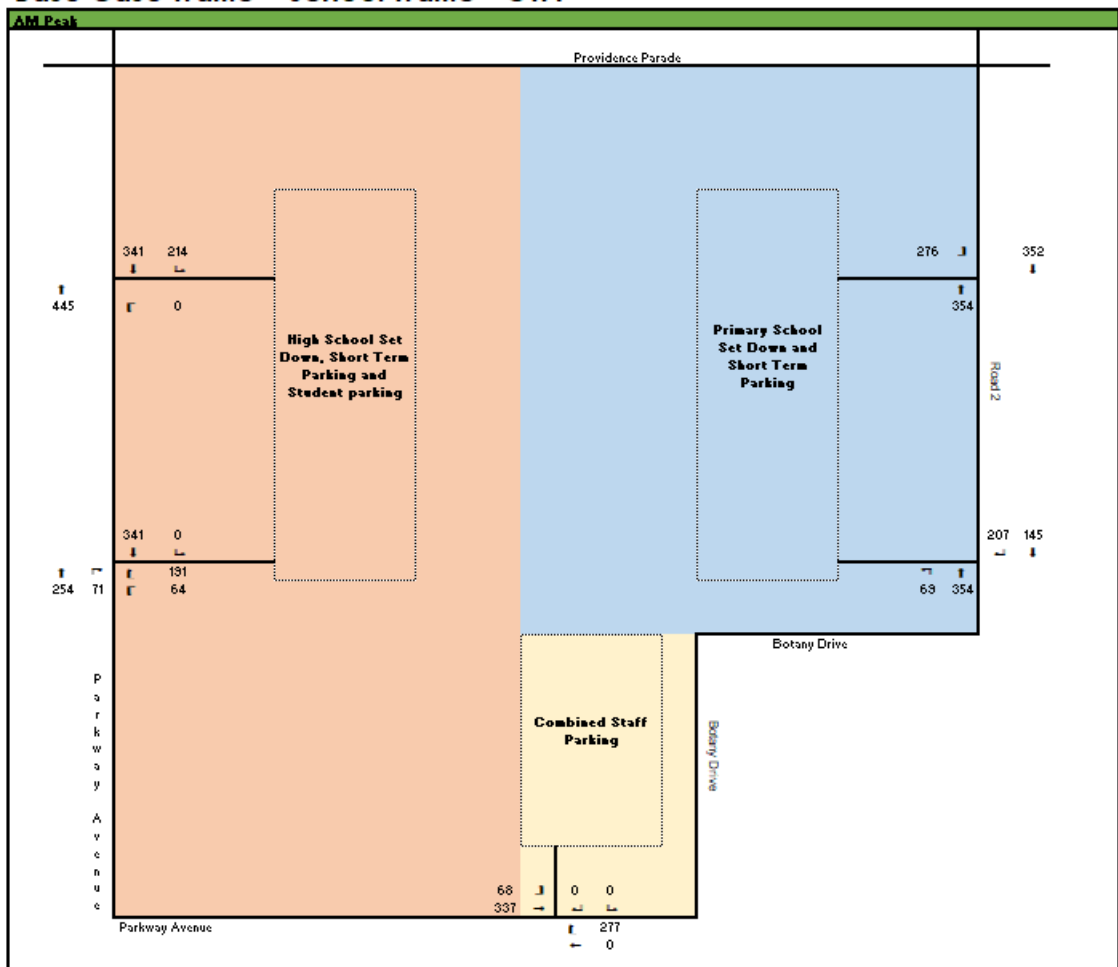 AM Peak
Providence Parade
341 214
276
352
445
0
354
High School Set
Down, Short Term
Parking and
Student parking
Primary School
Set Down and
Short Term
Parking
Road 2
341 0
207 145
191
254 71
64
69 354
Botany Drive
Parkway Avenue
Combined Staff
Parking
Botany Drive
68
0 0
337
Parkway Avenue
277
0